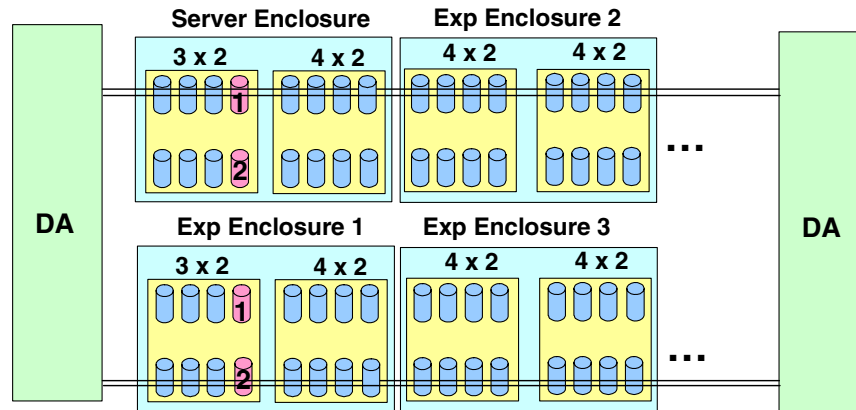 Server Enclosure Exp Enclosure 2
3 x 2 4 x 2 4 x 2 4 x 2
1
2
...
DA DA
Exp Enclosure 1 Exp Enclosure 3
3 x 2 4 x 2 4 x 2 4 x 2
1
2
...